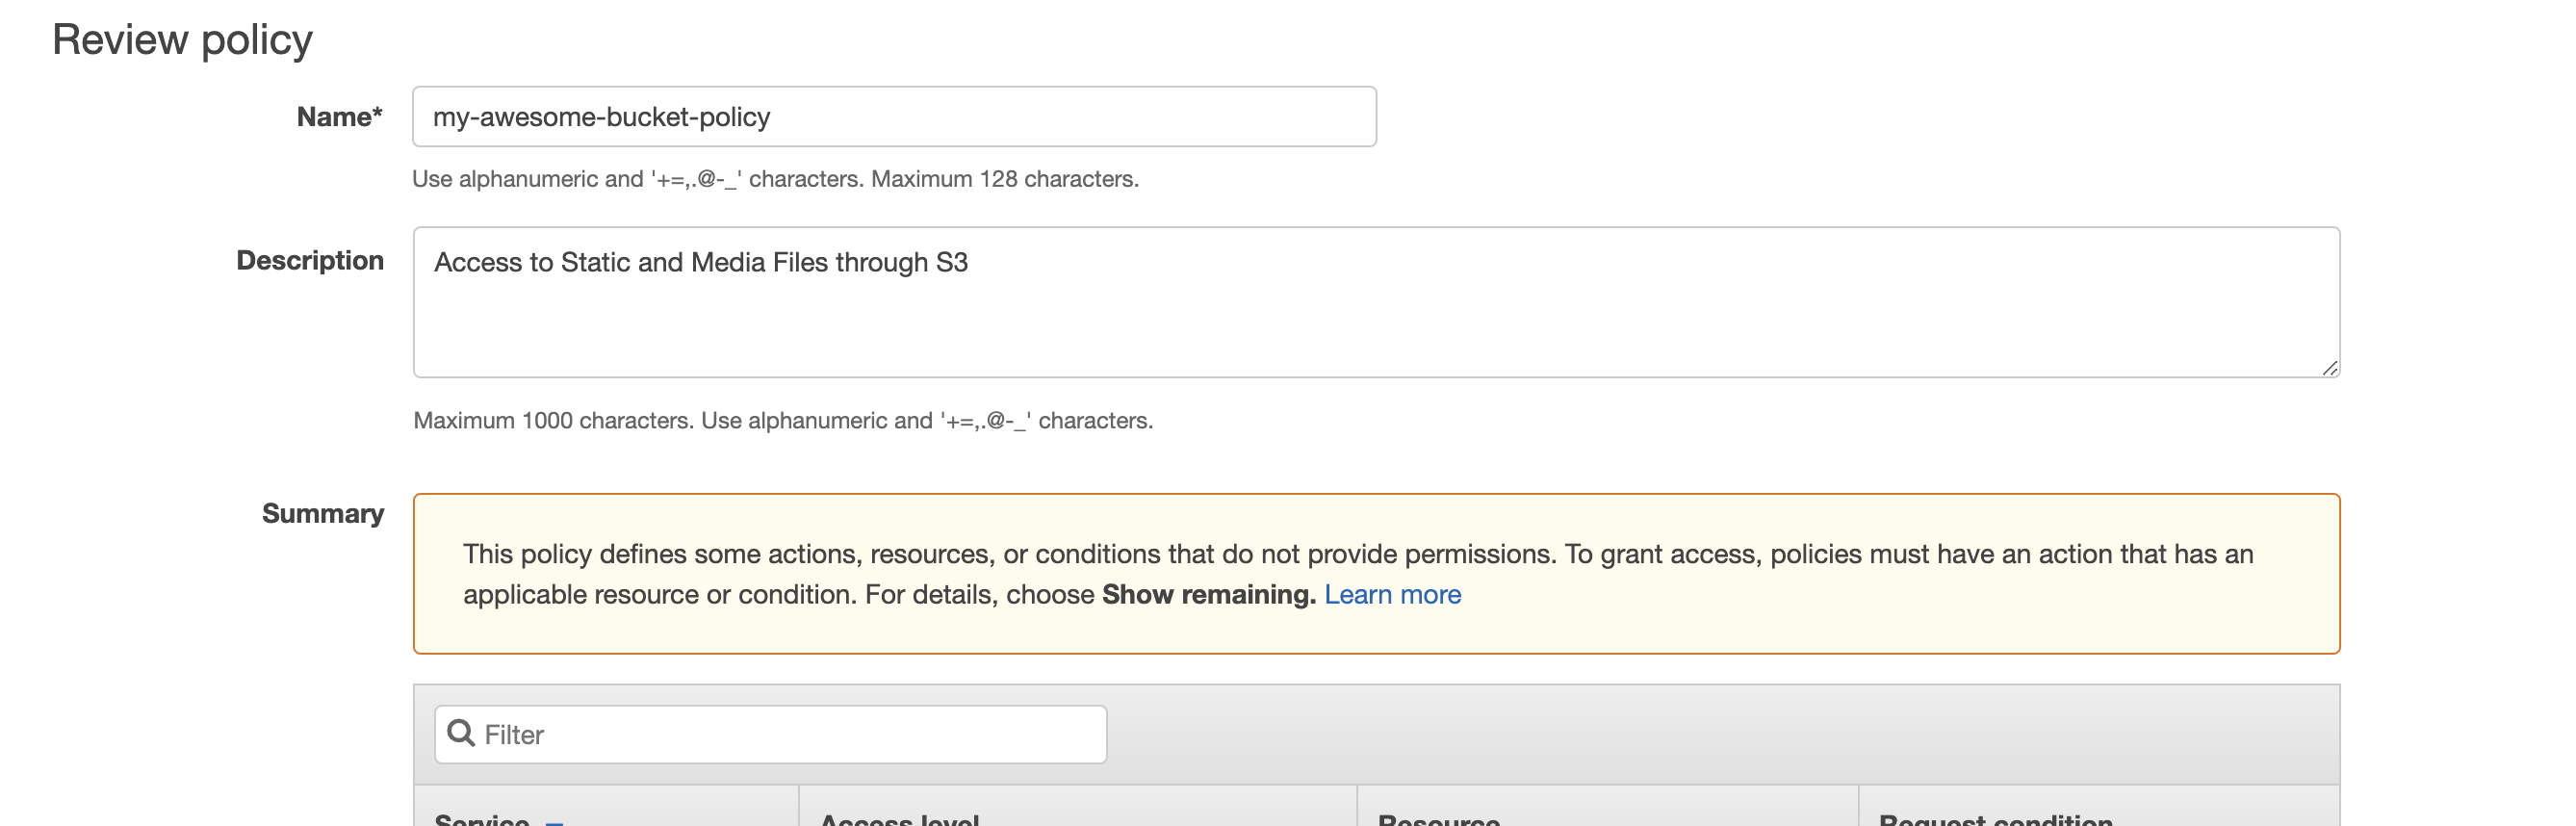 Review policy
Name*
my-awesome-bucket-policy
Use alphanumeric and '+=,.@-_' characters. Maximum 128 characters.
Description
Access to Static and Media Files through S3
Maximum 1000 characters. Use alphanumeric and '+=,.@-_' characters.
Summary
This policy defines some actions, resources, or conditions that do not provide permissions. To grant access, policies must have an action that has an
applicable resource or condition. For details, choose Show remaining. Learn more
Filter
Service Access level Resource Request condition